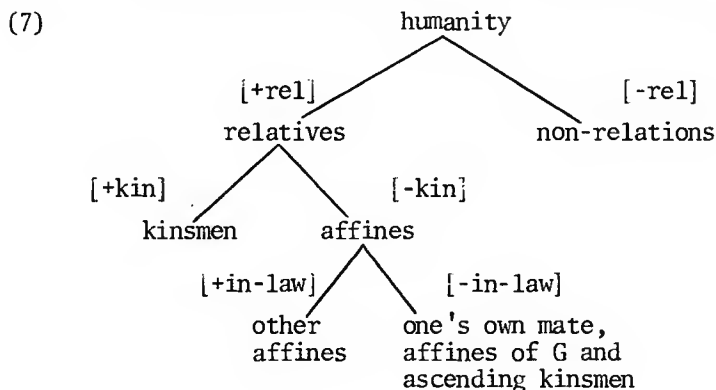 (7) humanity
[+rel] [-rel]
relatives non-relations
[+kin] [-kin]
kinsmen affines
[+in-law] [-in-law]
other one's own mate,
affines affines of G and
ascending kinsmen